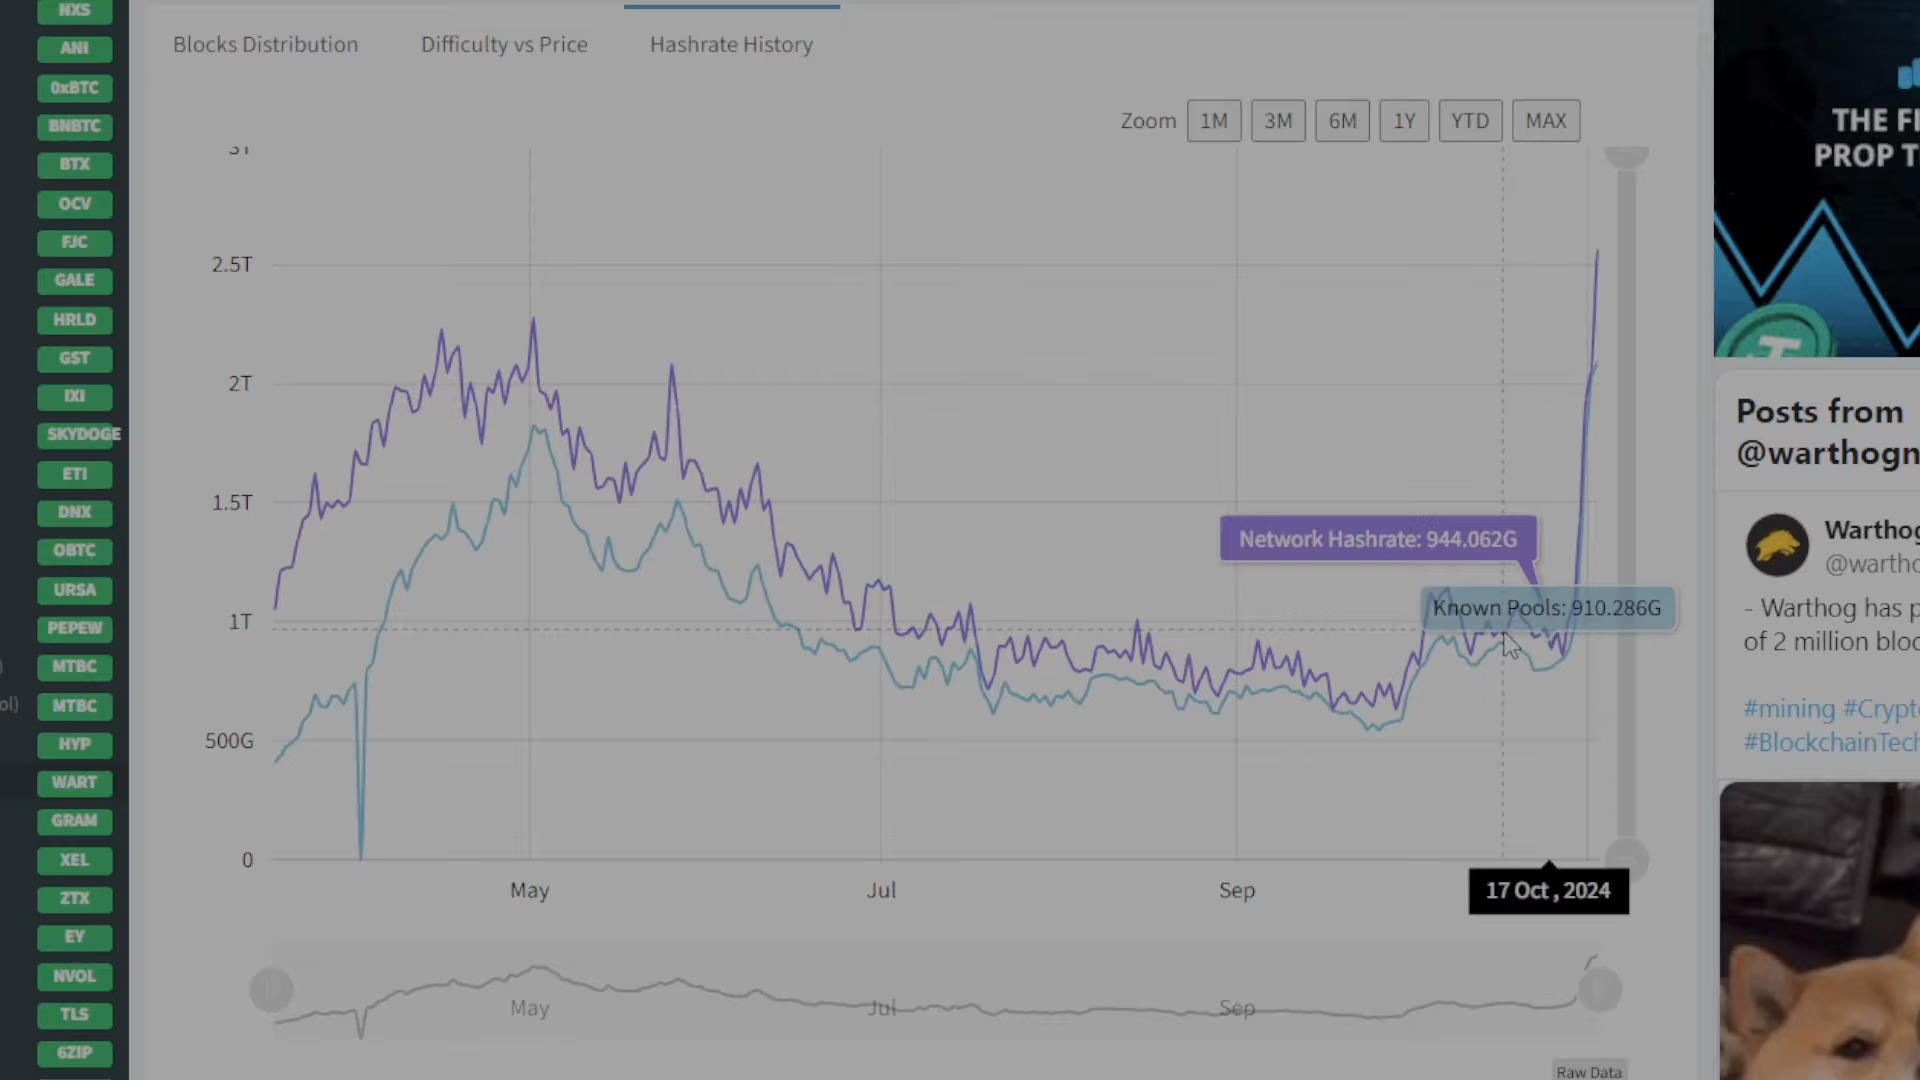 NXS
ANI
0xBTC
BNBTC
BTX
OCV
FJC
GALE
HRLD
GST
IXI
SKYDOGE
ETI
DNX
OBTC
URSA
PEPEW
MTBC
MTBC
HYP
WART
GRAM
XEL
ZTX
EY
NVOL
TLS
6ZIP
)
ol)
Blocks Distribution
Difficulty vs Price
Hashrate History
Zoom
1M
3M
6M
1Y
YTD
MAX
2.5T
2T
1.5T
1T
500G
0
Network Hashrate: 944.062G
Known Pools: 910.286G
May
Jul
Sep
17 Oct , 2024
May
Jul
Sep
Raw Data
THE FI
PROP T
Posts from
@warthogn
Warthog
@wartho
- Warthog has p
of 2 million bloc
#mining #Crypt
#BlockchainTech